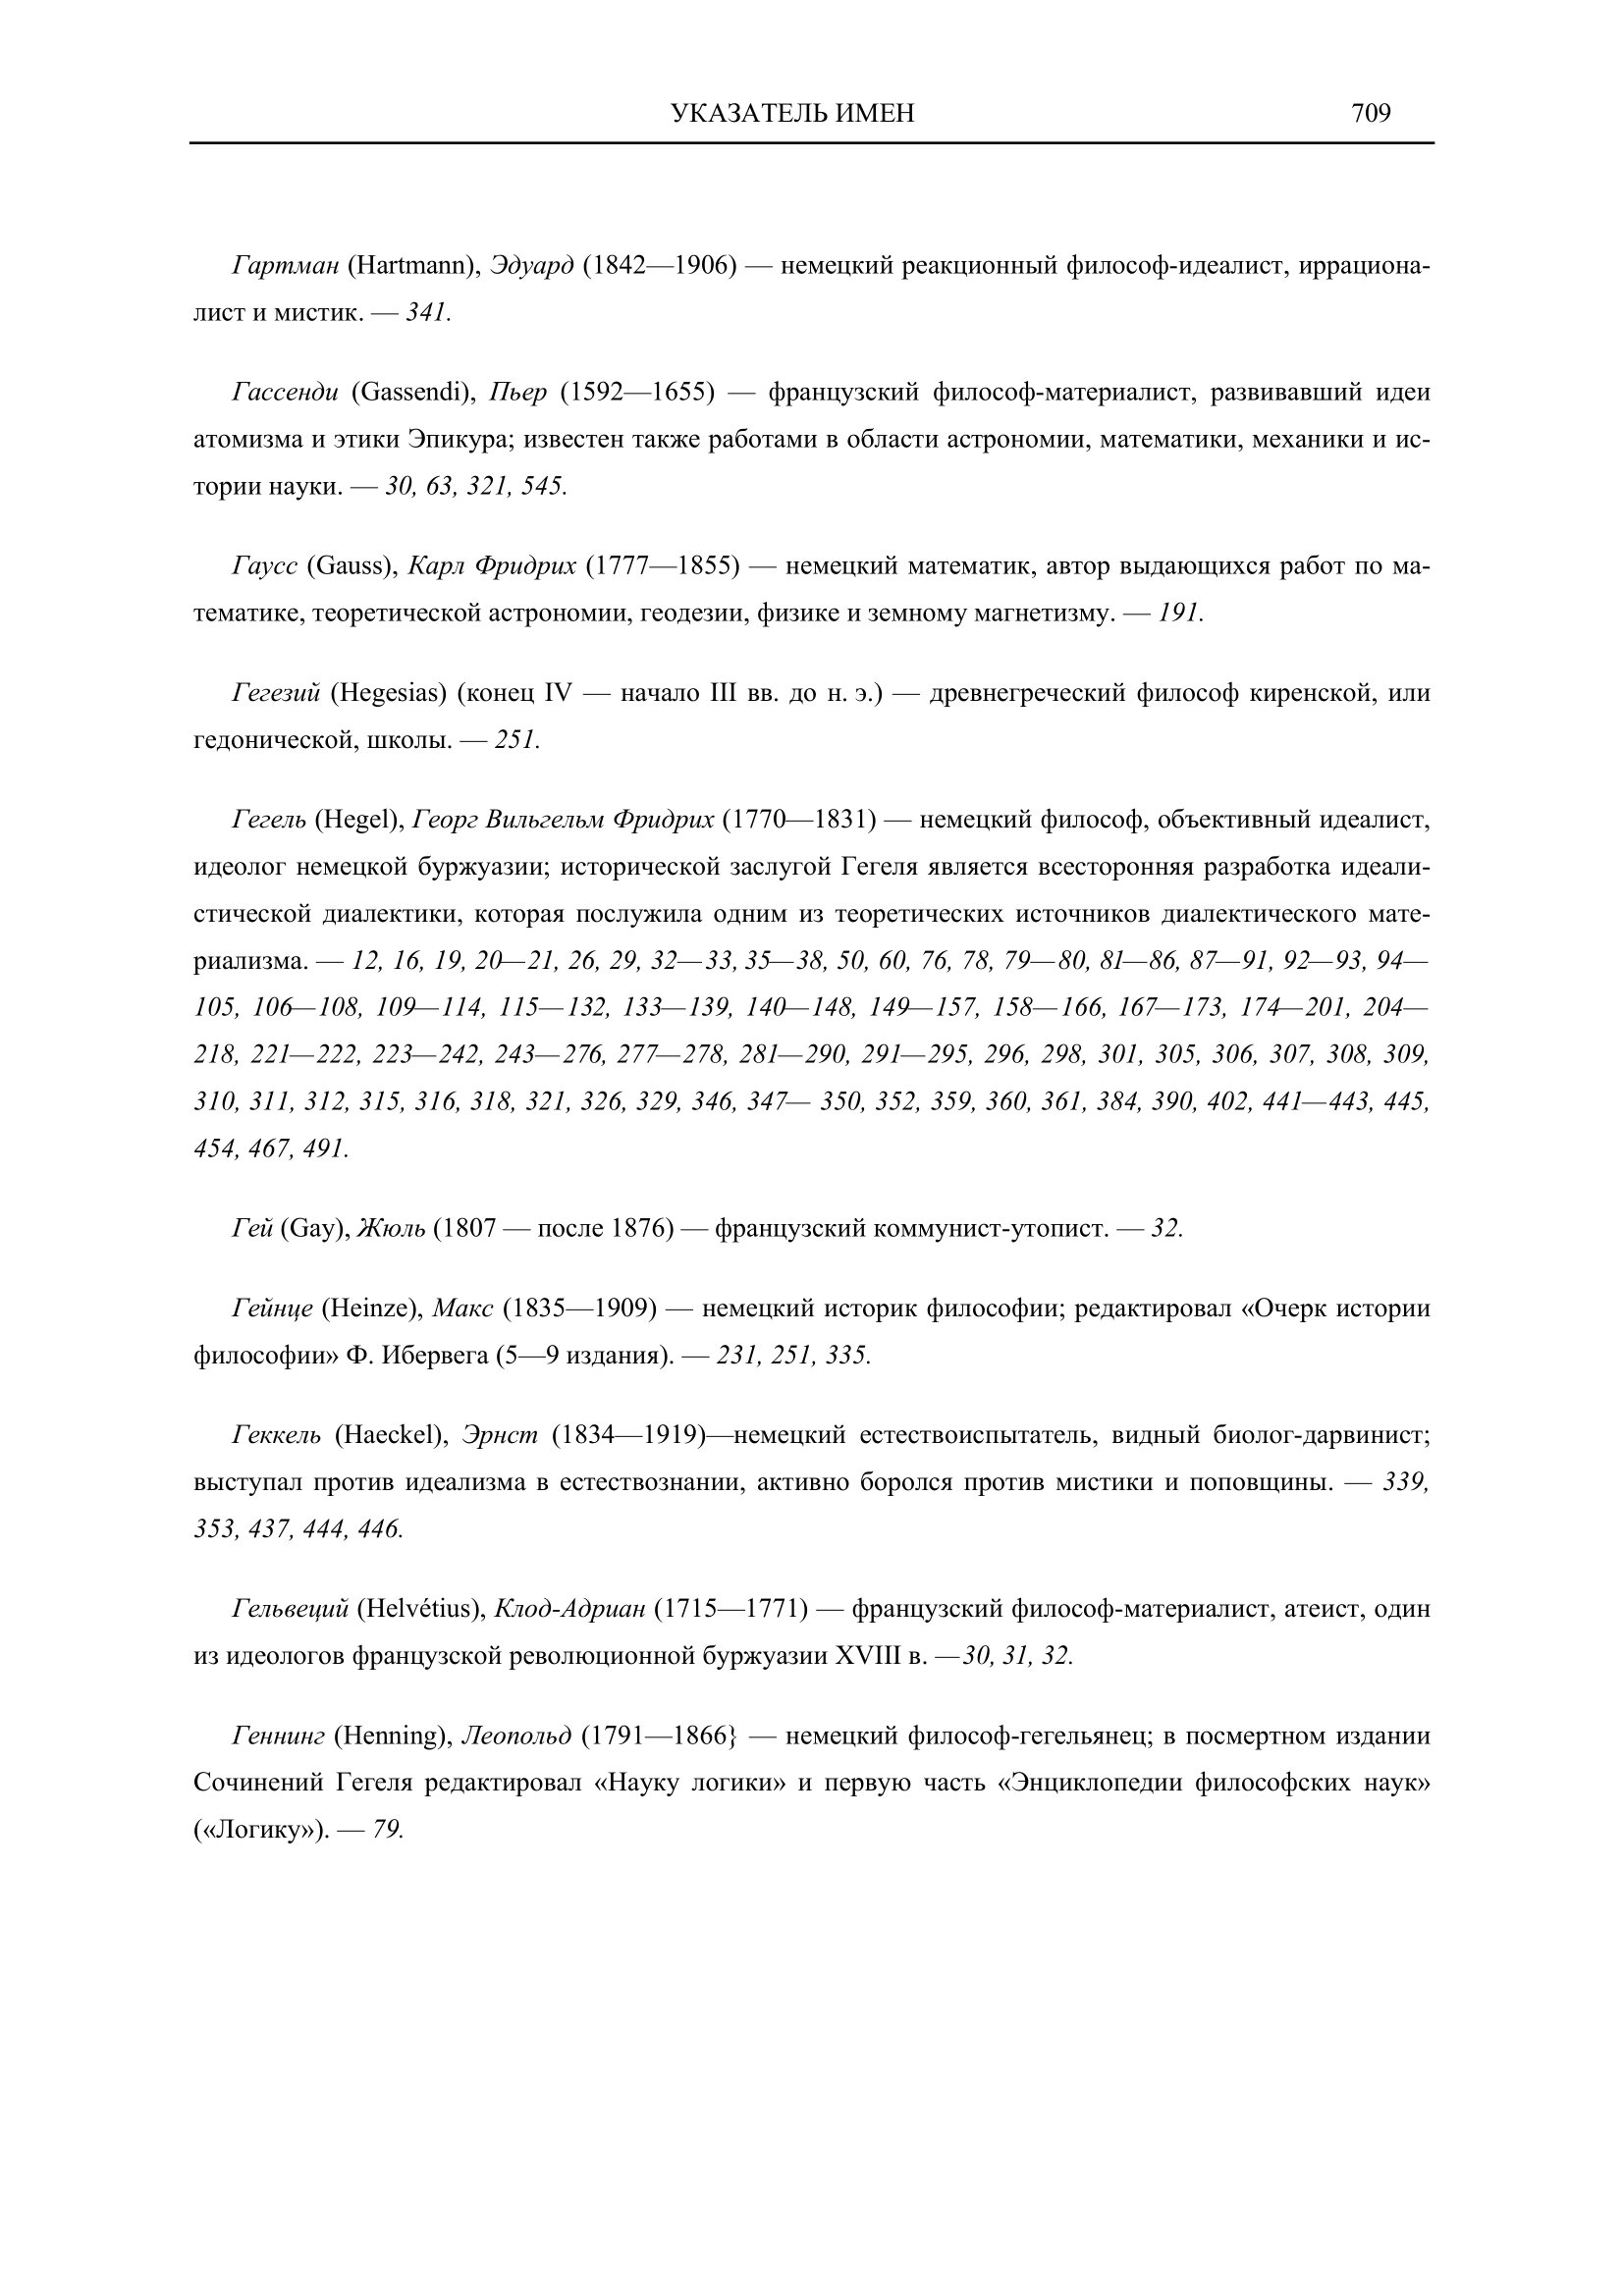 УКАЗАТЕЛЬ ИМЕН 709
Гартман (Hartmann), Эдуард (1842—1906) — немецкий реакционный философ-идеалист, иррациона-
лист и мистик. — 341.
Гассенди (Gassendi), Пьер (1592—1655) — французский философ-материалист, развивавший идеи
атомизма и этики Эпикура; известен также работами в области астрономии, математики, механики и ис-
тории науки. — 30, 63, 321, 545.
Гаусс (Gauss), Карл Фридрих (1777—1855) — немецкий математик, автор выдающихся работ по ма-
тематике, теоретической астрономии, геодезии, физике и земному магнетизму. — 191.
Гегезий (Hegesias) (конец IV — начало III вв. до н. э.) — древнегреческий философ киренской, или
гедонической, школы. — 251.
Гегель (Hegel), Георг Вильгельм Фридрих (1770—1831) — немецкий философ, объективный идеалист,
идеолог немецкой буржуазии; исторической заслугой Гегеля является всесторонняя разработка идеали-
стической диалектики, которая послужила одним из теоретических источников диалектического мате-
риализма. — 12, 16, 19, 20—21, 26, 29, 32—33, 35—38, 50, 60, 76, 78, 79—80, 81—86, 87—91, 92—93, 94—
105, 106—108, 109—114, 115—132, 133—139, 140—148, 149—157, 158—166, 167—173, 174—201, 204—
218, 221—222, 223—242, 243—276, 277—278, 281—290, 291—295, 296, 298, 301, 305, 306, 307, 308, 309,
310, 311, 312, 315, 316, 318, 321, 326, 329, 346, 347— 350, 352, 359, 360, 361, 384, 390, 402, 441—443, 445,
454, 467, 491.
Гей (Gay), Жюль (1807 — после 1876) — французский коммунист-утопист. — 32.
Гейнце (Heinze), Макс (1835—1909) — немецкий историк философии; редактировал «Очерк истории
философии» Ф. Ибервега (5—9 издания). — 231, 251, 335.
Геккель (Haeckel), Эрнст (1834—1919)—немецкий естествоиспытатель, видный биолог-дарвинист;
выступал против идеализма в естествознании, активно боролся против мистики и поповщины. — 339,
353, 437, 444, 446.
Гельвеций (Helvétius), Клод-Адриан (1715—1771) — французский философ-материалист, атеист, один
из идеологов французской революционной буржуазии XVIII в. —30, 31, 32.
Геннинг (Henning), Леопольд (1791—1866} — немецкий философ-гегельянец; в посмертном издании
Сочинений Гегеля редактировал «Науку логики» и первую часть «Энциклопедии философских наук»
(«Логику»). — 79.